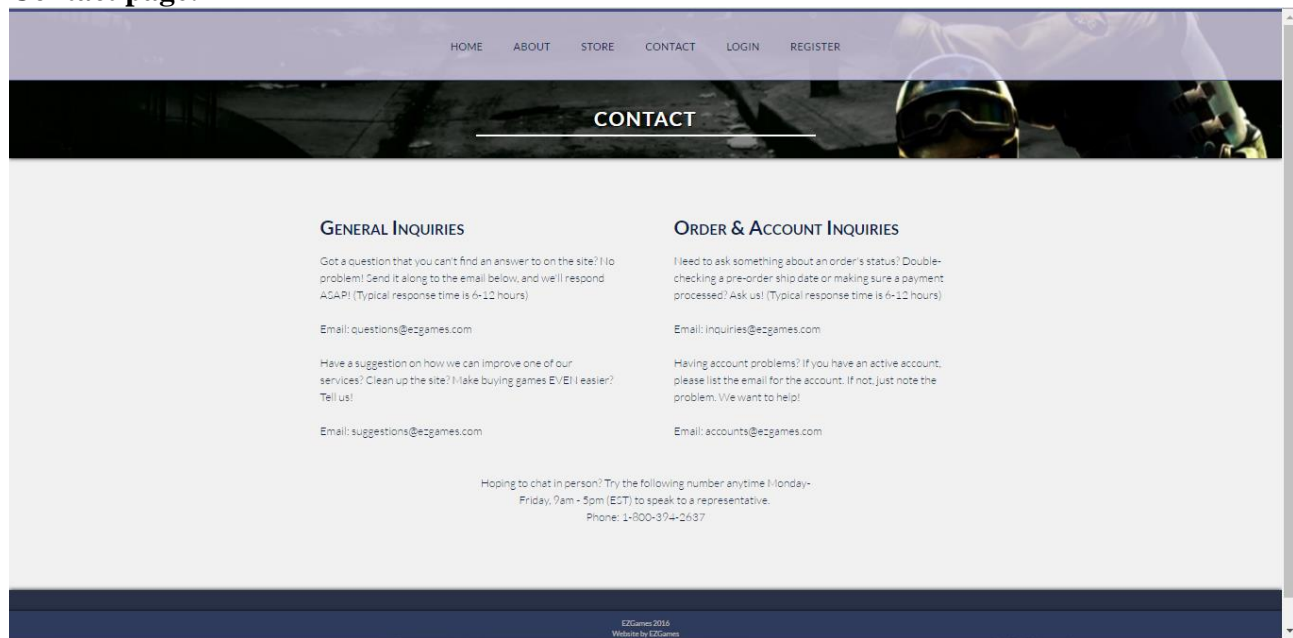 HOME ABOUT STORE CONTACT LOGIN REGISTER
CONTACT
GENERAL INQUIRIES
Got a question that you can't find an answer to on the site? No
problem! Send it along to the email below, and we'll respond
ASAP! (Typical response time is 6-12 hours)
Email: questions@ezgames.com
Have a suggestion on how we can improve one of our
services? Clean up the site? Make buying games EVEN easier?
Tell us!
Email: suggestions@ezgames.com
ORDER & ACCOUNT INQUIRIES
Need to ask something about an order's status? Double-
checking a pre-order ship date or making sure a payment
processed? Ask us! (Typical response time is 6-12 hours)
Email: inquiries@ezgames.com
Having account problems? If you have an active account,
please list the email for the account. If not, just note the
problem. We want to help!
Email: accounts@ezgames.com
Hoping to chat in person? Try the following number anytime Monday-
Friday, 9am - 5pm (EST) to speak to a representative.
Phone: 1-800-394-2637
EZGames 2016
Website by EZGames